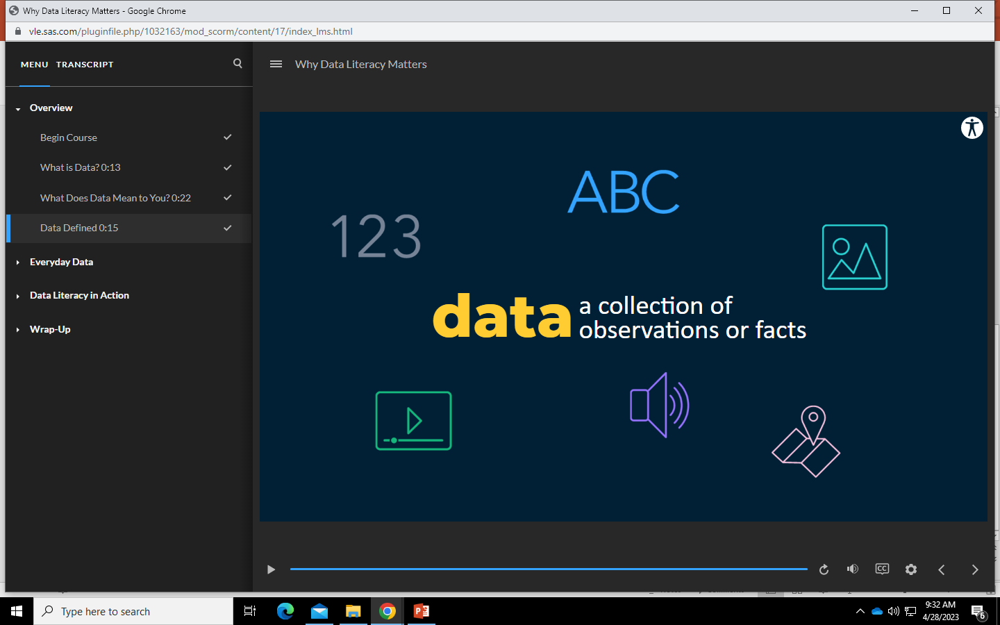 Why Data Literacy Matters - Google Chrome
vle.sas.com/pluginfile.php/1032163/mod_scorm/content/17/index_lms.html
MENU TRANSCRIPT
Why Data Literacy Matters
Overview
Begin Course
What is Data? 0:13
What Does Data Mean to You? 0:22
Data Defined 0:15
Everyday Data
Data Literacy in Action
Wrap-Up
ABC
123
data
a collection of
observations or facts
CC
Type here to search
9:32 AM
4/28/2023
6